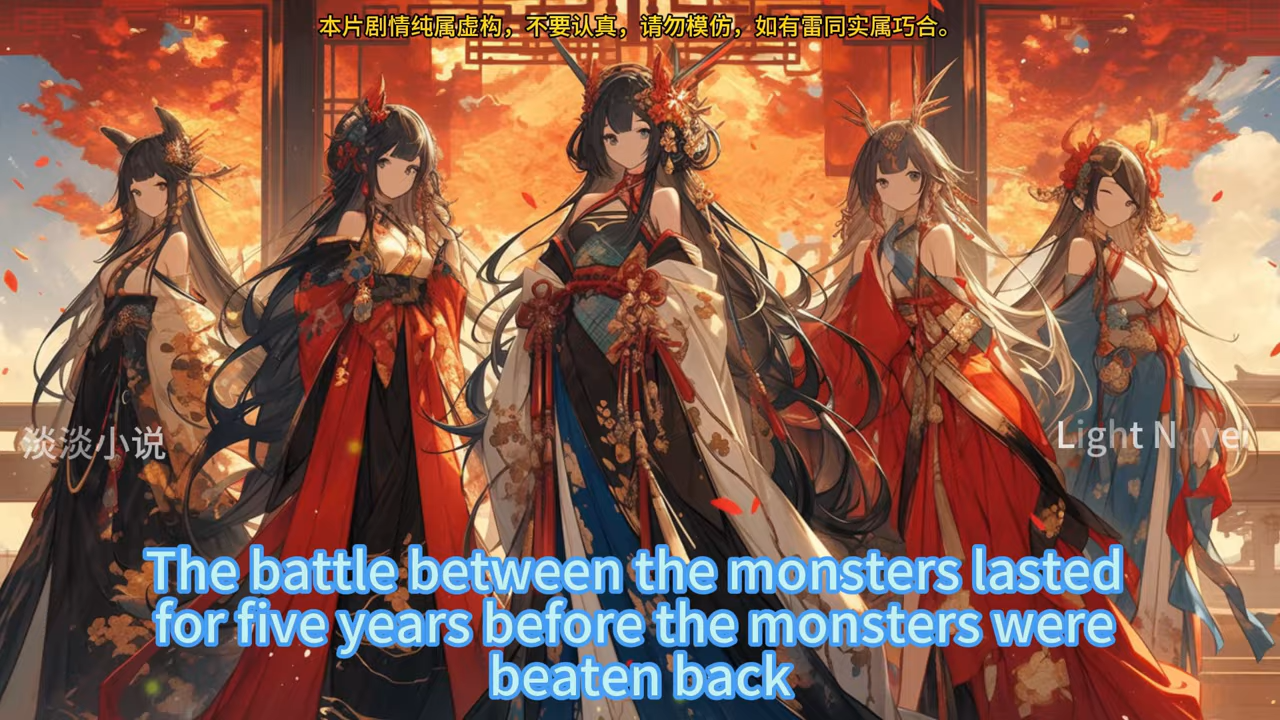 本片剧情纯属虚构，不要认真，请勿模仿，如有雷同实属巧合。
淡淡小说
Light Novel
The battle between the monsters lasted
for five years before the monsters were
beaten back